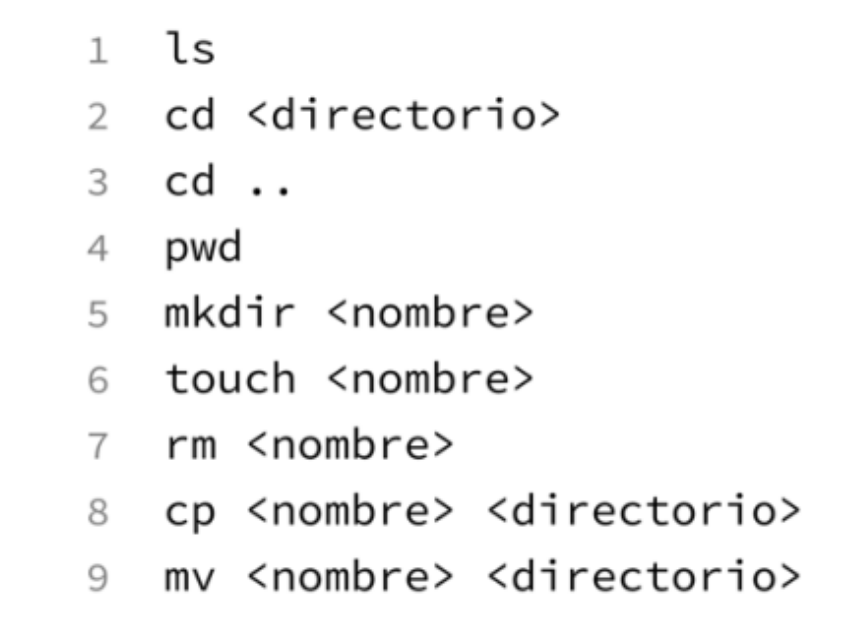 1 ls
2 cd <directorio>
3 cd ..
4 pwd
5 mkdir <nombre>
6 touch <nombre>
7 rm <nombre>
8 cp <nombre> <directorio>
9 mv <nombre> <directorio>